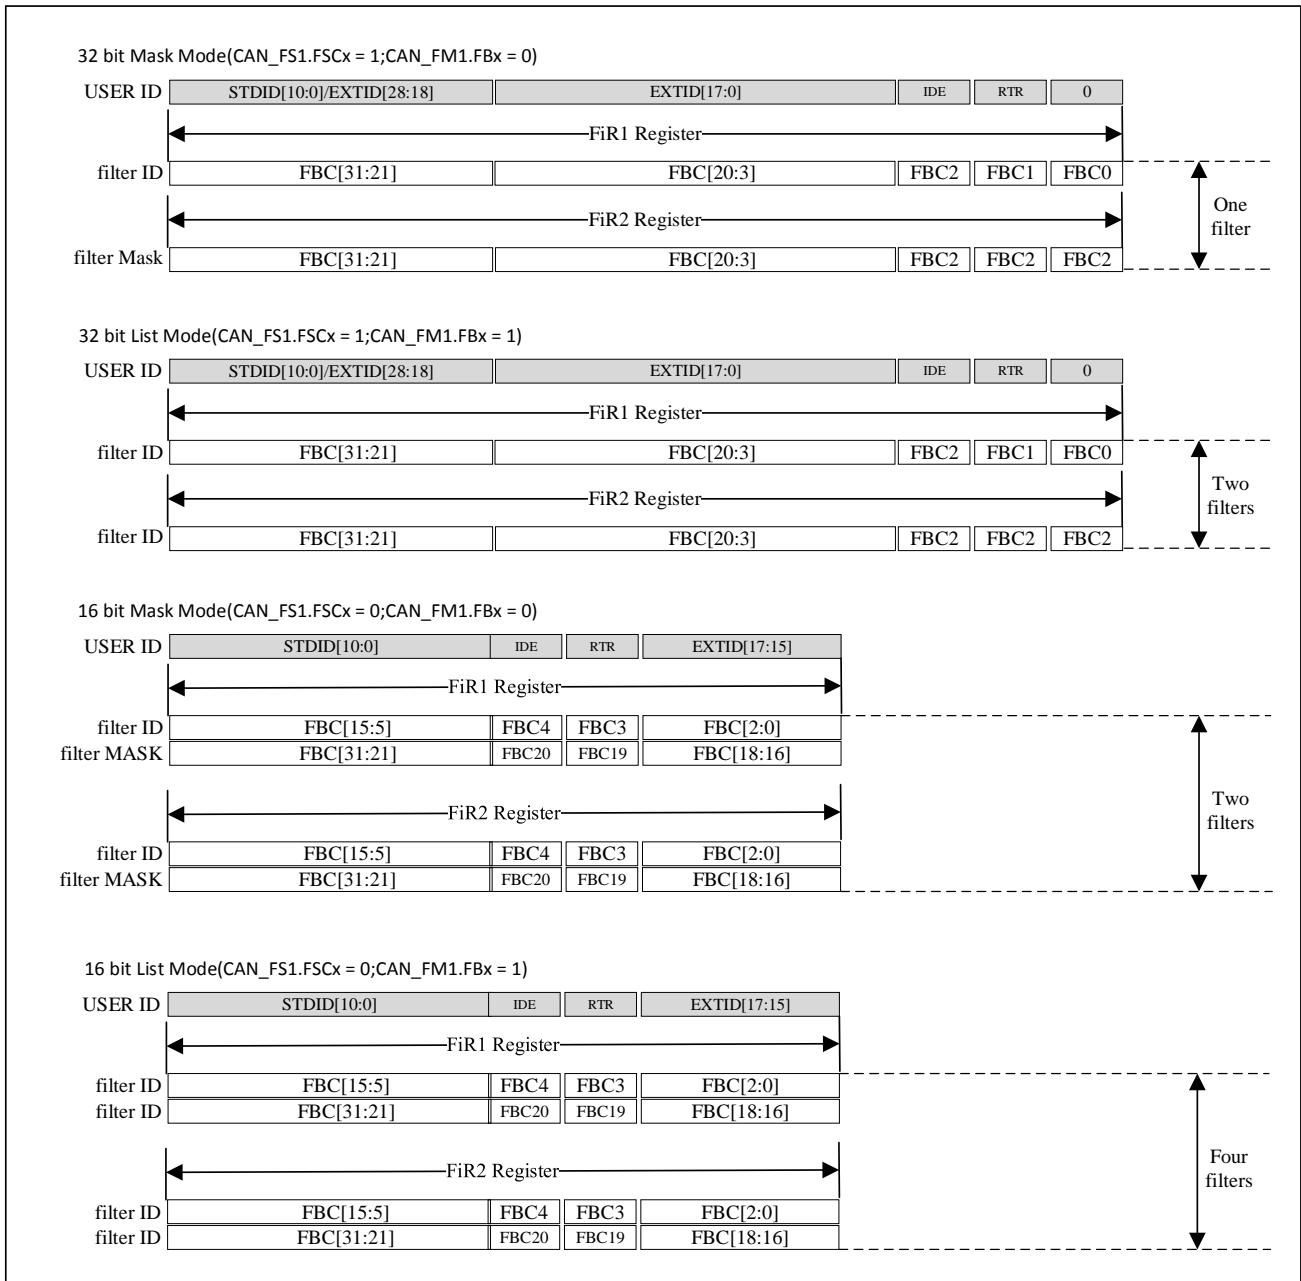 32 bit Mask Mode(CAN_FS1.FSCx = 1;CAN_FM1.FBx = 0)
USER ID STDID[10:0]/EXTID[28:18] EXTID[17:0] IDE RTR 0
FiR1 Register
filter ID FBC[31:21] FBC[20:3] FBC2 FBC1 FBC0
One
filter
FiR2 Register
filter Mask FBC[31:21] FBC[20:3] FBC2 FBC2 FBC2
32 bit List Mode(CAN_FS1.FSCx = 1;CAN_FM1.FBx = 1)
USER ID STDID[10:0]/EXTID[28:18] EXTID[17:0] IDE RTR 0
FiR1 Register
filter ID FBC[31:21] FBC[20:3] FBC2 FBC1 FBC0
Two
filters
FiR2 Register
filter ID FBC[31:21] FBC[20:3] FBC2 FBC2 FBC2
16 bit Mask Mode(CAN_FS1.FSCx = 0;CAN_FM1.FBx = 0)
USER ID STDID[10:0] IDE RTR EXTID[17:15]
FiR1 Register
filter ID FBC[15:5] FBC4 FBC3 FBC[2:0]
filter MASK FBC[31:21] FBC20 FBC19 FBC[18:16]
Two
filters
FiR2 Register
filter ID FBC[15:5] FBC4 FBC3 FBC[2:0]
filter MASK FBC[31:21] FBC20 FBC19 FBC[18:16]
16 bit List Mode(CAN_FS1.FSCx = 0;CAN_FM1.FBx = 1)
USER ID STDID[10:0] IDE RTR EXTID[17:15]
FiR1 Register
filter ID FBC[15:5] FBC4 FBC3 FBC[2:0]
filter ID FBC[31:21] FBC20 FBC19 FBC[18:16]
Four
filters
FiR2 Register
filter ID FBC[15:5] FBC4 FBC3 FBC[2:0]
filter ID FBC[31:21] FBC20 FBC19 FBC[18:16]